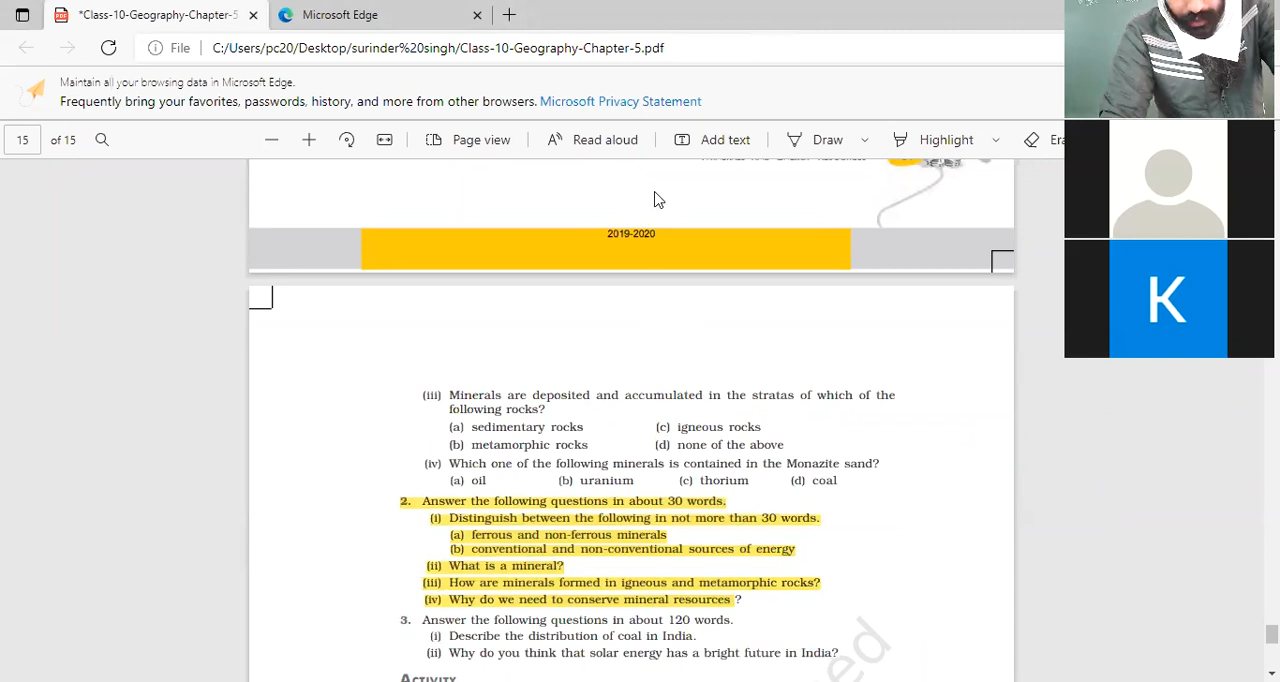 *Class-10-Geography-Chapter-5
Microsoft Edge
File
C:/Users/pc20/Desktop/surinder%20singh/Class-10-Geography-Chapter-5.pdf
Maintain all your browsing data in Microsoft Edge.
Frequently bring your favorites, passwords, history, and more from other browsers. Microsoft Privacy Statement
15 of 15
Page view
Read aloud
Add text
Draw
Highlight
Era
2019-2020
K
(iii) Minerals are deposited and accumulated in the stratas of which of the
following rocks?
(a) sedimentary rocks (c) igneous rocks
(b) metamorphic rocks (d) none of the above
(iv) Which one of the following minerals is contained in the Monazite sand?
(a) oil (b) uranium (c) thorium (d) coal
2. Answer the following questions in about 30 words.
(i) Distinguish between the following in not more than 30 words.
(a) ferrous and non-ferrous minerals
(b) conventional and non-conventional sources of energy
(ii) What is a mineral?
(iii) How are minerals formed in igneous and metamorphic rocks?
(iv) Why do we need to conserve mineral resources ?
3. Answer the following questions in about 120 words.
(i) Describe the distribution of coal in India.
(ii) Why do you think that solar energy has a bright future in India?
ed
ACTIVITY